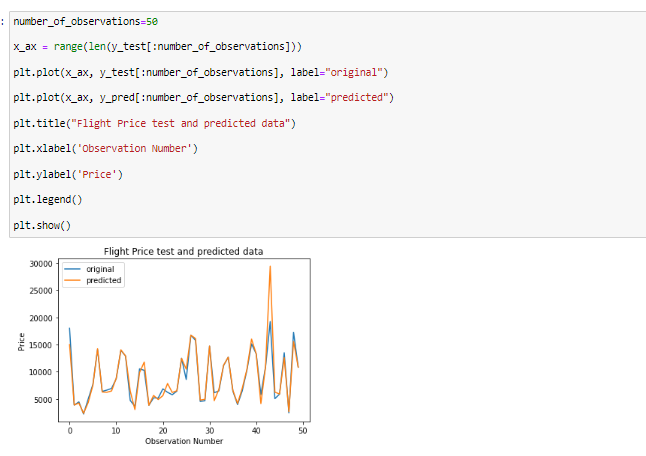 :
number_of_observations=50
x_ax = range(len(y_test[:number_of_observations]))
plt.plot(x_ax, y_test[:number_of_observations], label="original")
plt.plot(x_ax, y_pred[:number_of_observations], label="predicted")
plt.title("Flight Price test and predicted data")
plt.xlabel('Observation Number')
plt.ylabel('Price')
plt.legend()
plt.show()
Flight Price test and predicted data
original
predicted
30000
25000
20000
15000
10000
5000
Price
0 10 20 30 40 50
Observation Number